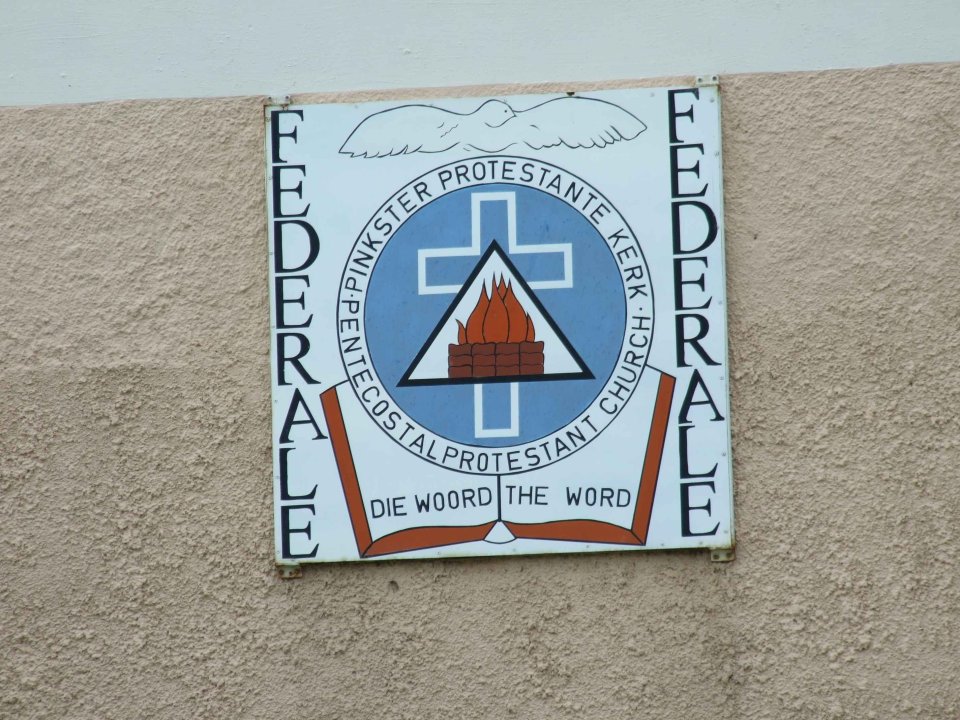 FEDERALE
PINKSTER PROTESTANTE KERK
PENTECOSTAL PROTESTANT CHURCH
DIE WOORD
THE WORD
FEDERALE